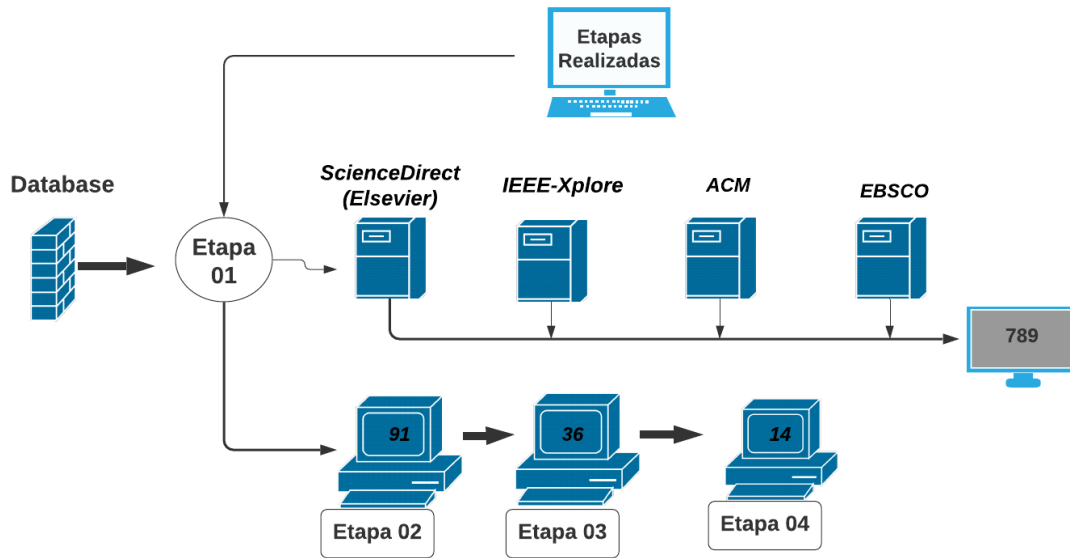 Etapas
Realizadas
Database
ScienceDirect
(Elsevier)
IEEE-Xplore
ACM
EBSCO
Etapa
01
789
91
36
14
Etapa 02
Etapa 03
Etapa 04